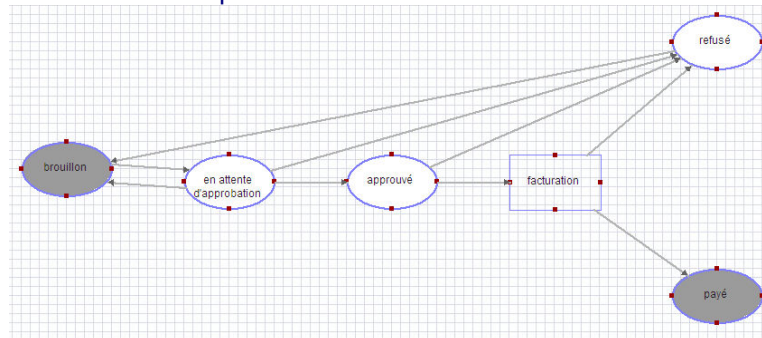 refusé
brouillon
en attente
d'approbation
approuvé
facturation
payé